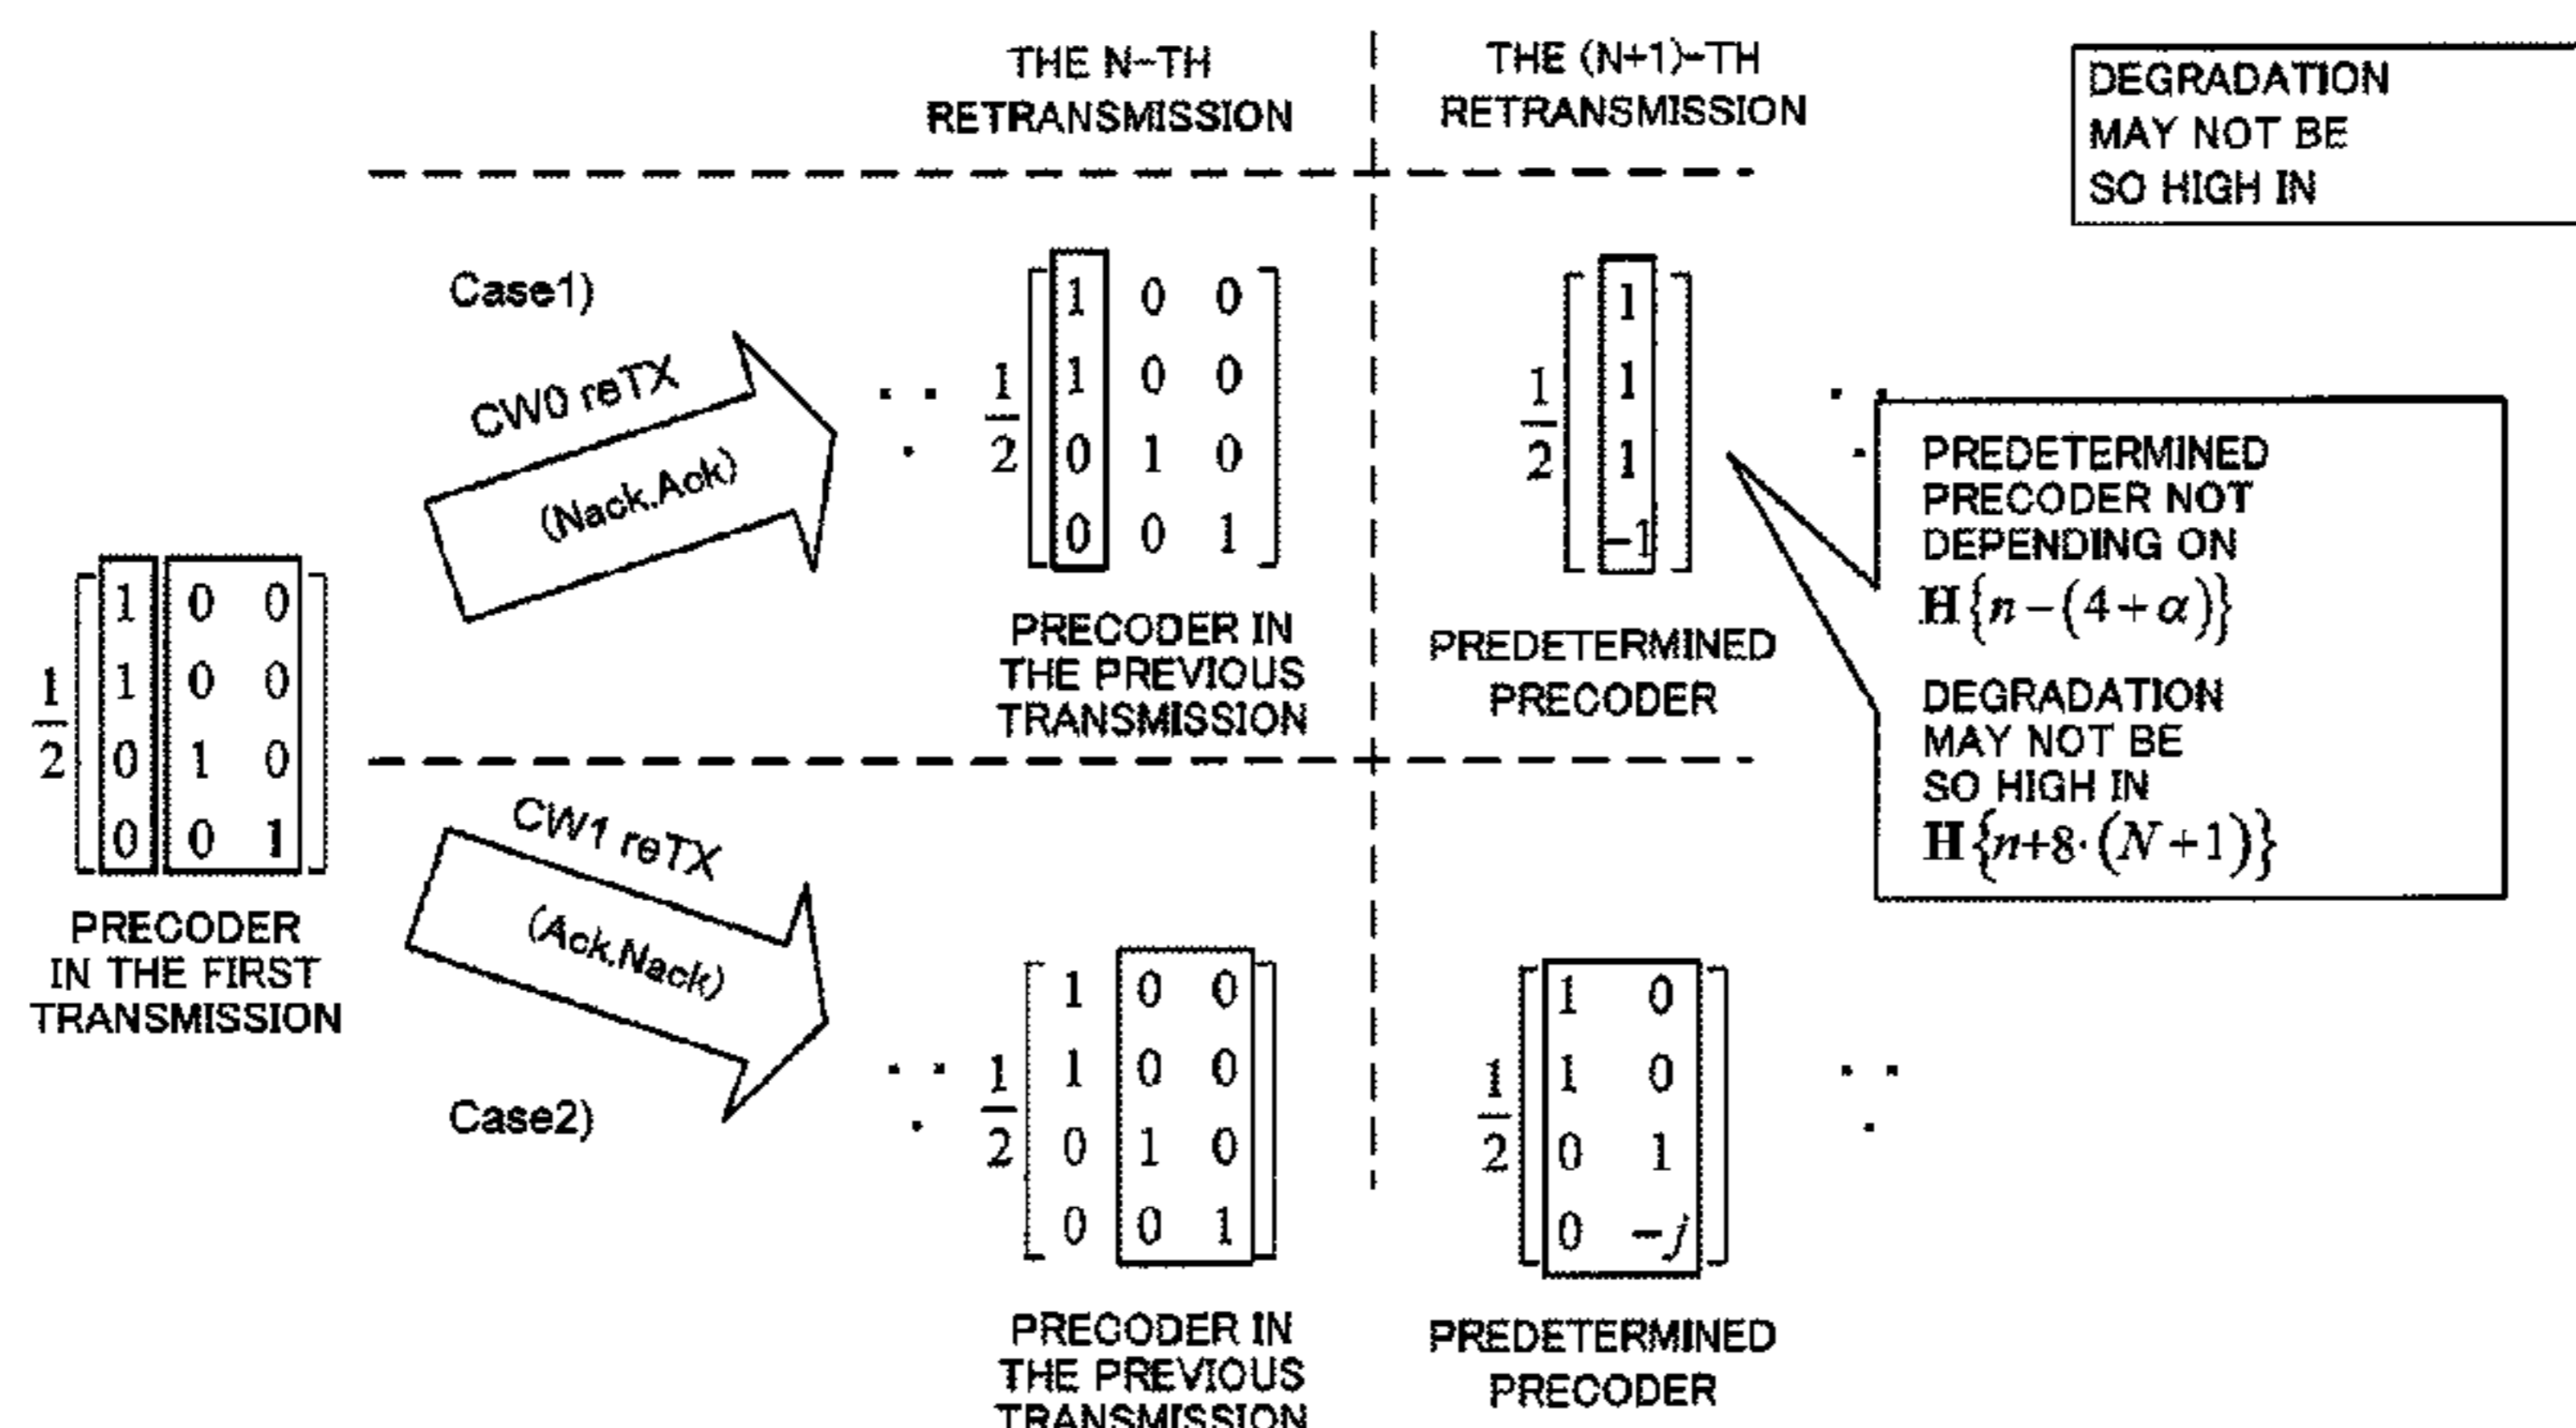 THE N-TH
RETRANSMISSION
THE (N+1)-TH
RETRANSMISSION
DEGRADATION
MAY NOT BE
SO HIGH IN
Case1)
CW0 reTX
(Nack.Ack)
. . .
1/2 [1 0 0
1 0 0
0 1 0
0 0 1]
PRECODER IN
THE PREVIOUS
TRANSMISSION
1/2 [1
1
1
-1]
PREDETERMINED
PRECODER
. . .
PREDETERMINED
PRECODER NOT
DEPENDING ON
H{n-(4+α)}
DEGRADATION
MAY NOT BE
SO HIGH IN
H{n+8·(N+1)}
1/2 [1 0 0
1 0 0
0 1 0
0 0 1]
PRECODER
IN THE FIRST
TRANSMISSION
CW1 reTX
(Ack.Nack)
Case2)
. . .
1/2 [1 0 0
1 0 0
0 1 0
0 0 1]
PRECODER IN
THE PREVIOUS
TRANSMISSION
1/2 [1 0
1 0
0 1
0 -j]
PREDETERMINED
PRECODER
. . .